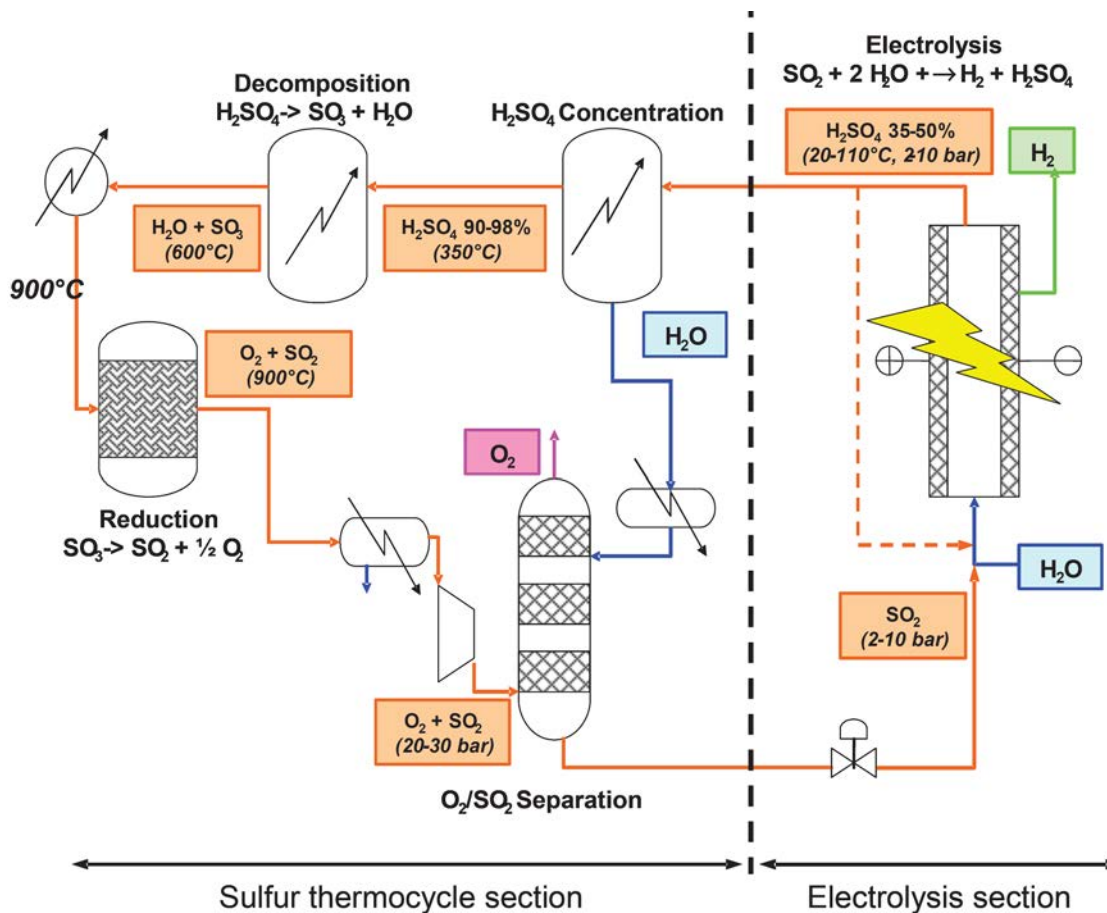 Electrolysis
SO₂ + 2 H₂O + → H₂ + H₂SO₄
Decomposition
H₂SO₄-> SO₃ + H₂O
H₂SO₄ Concentration
H₂SO₄ 35-50%
(20-110°C, 2-10 bar)
H₂
H₂O + SO₃
(600°C)
H₂SO₄ 90-98%
(350°C)
900°C
O₂ + SO₂
(900°C)
H₂O
O₂
Reduction
SO₃-> SO₂ + ½ O₂
H₂O
SO₂
(2-10 bar)
O₂ + SO₂
(20-30 bar)
O₂/SO₂ Separation
Sulfur thermocycle section
Electrolysis section